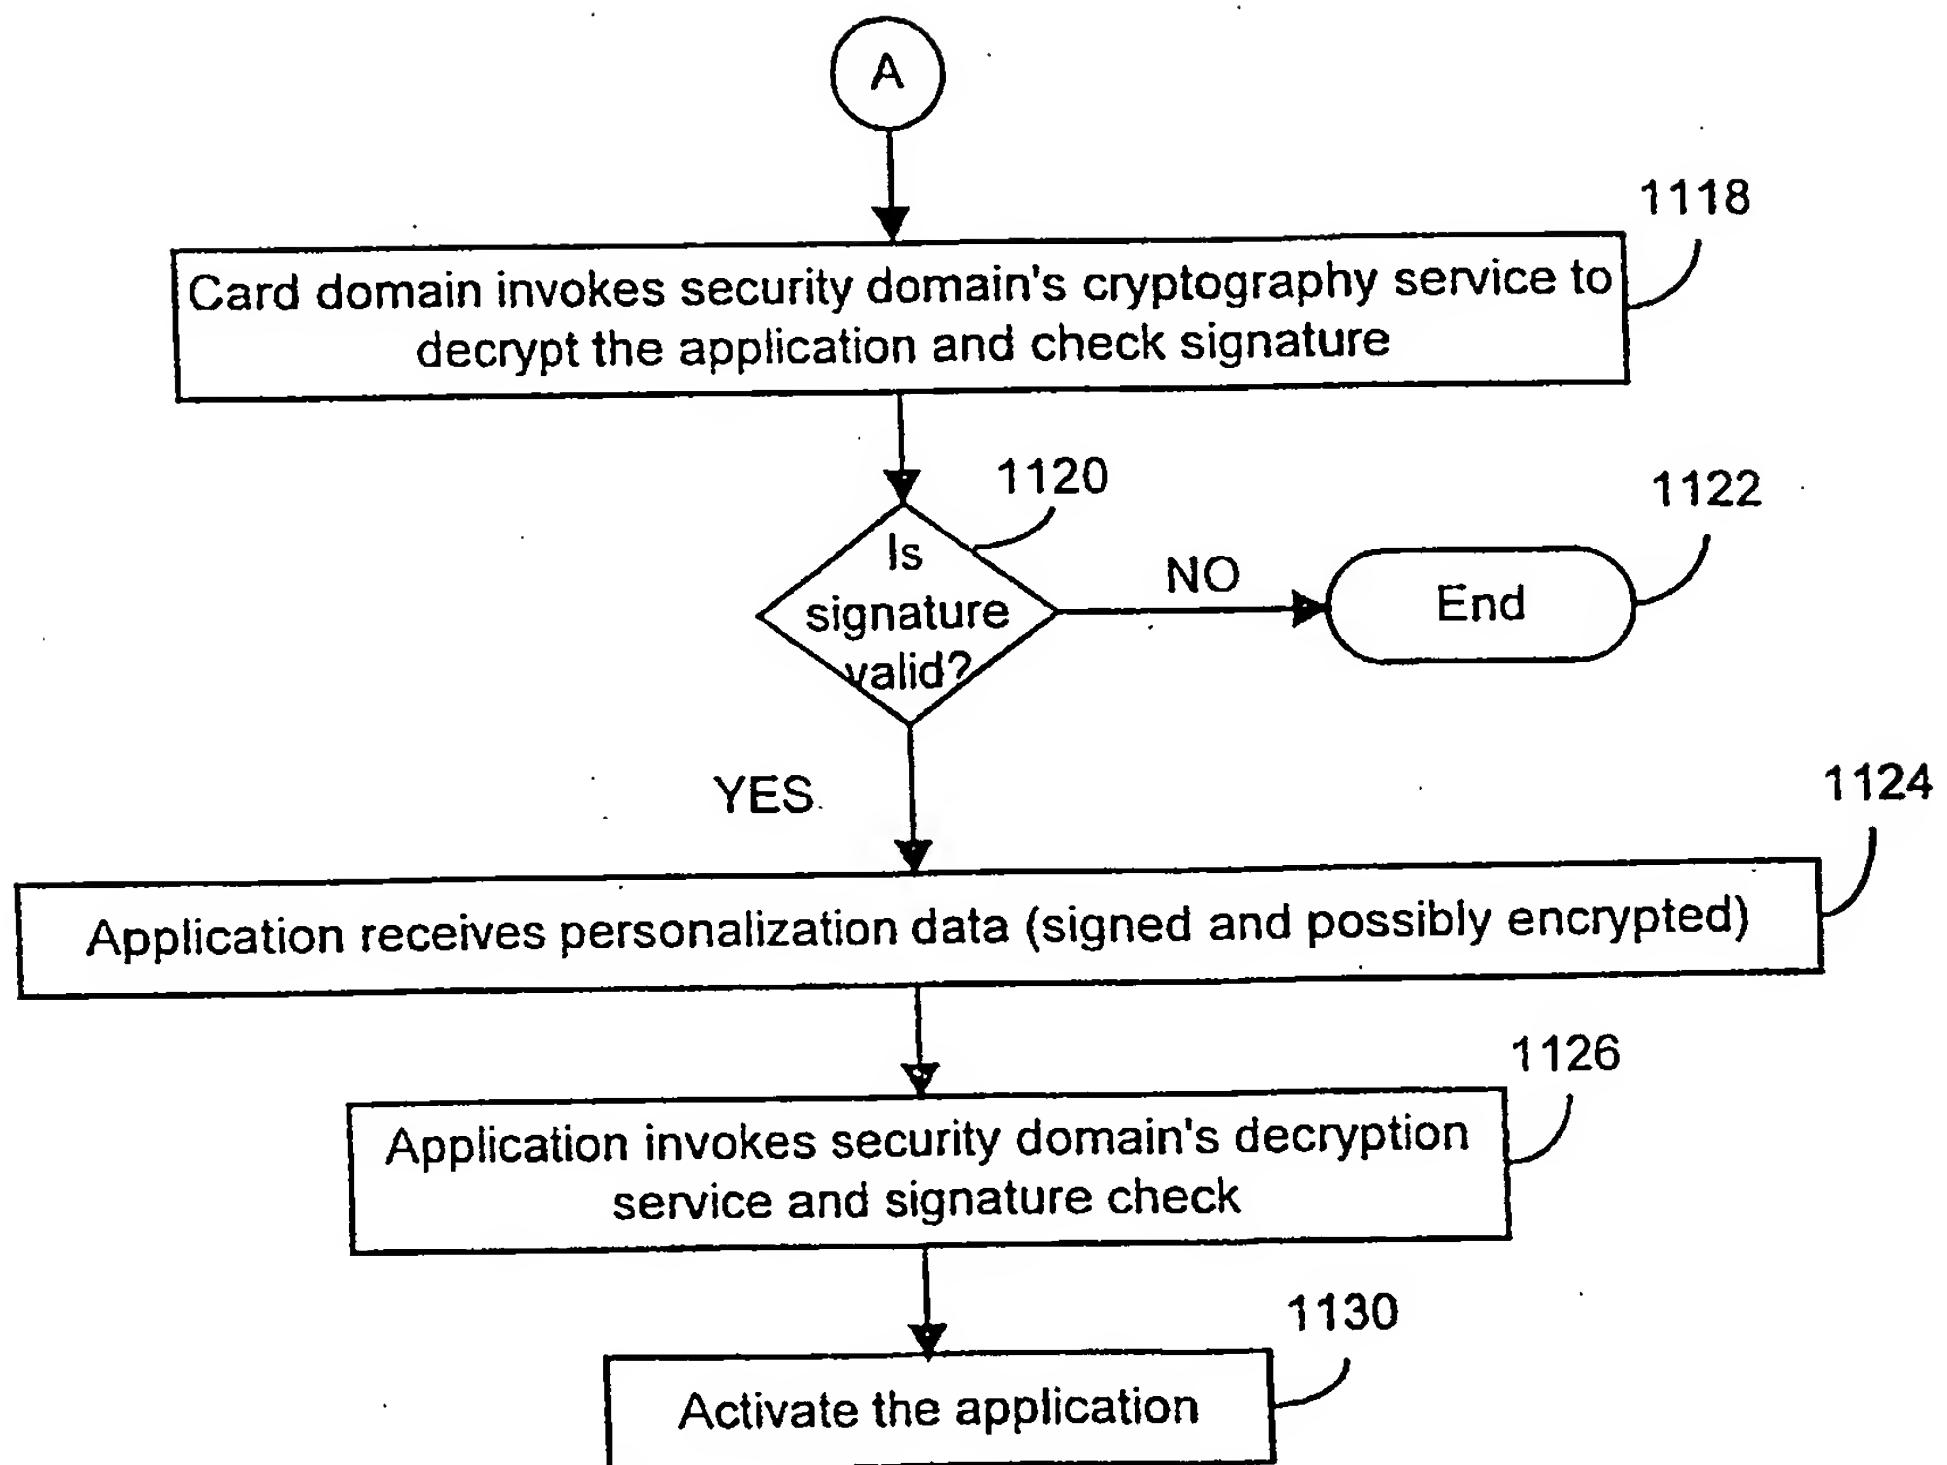 A
1118
Card domain invokes security domain's cryptography service to
decrypt the application and check signature
1120
1122
Is
signature
valid?
NO
End
YES
1124
Application receives personalization data (signed and possibly encrypted)
1126
Application invokes security domain's decryption
service and signature check
1130
Activate the application